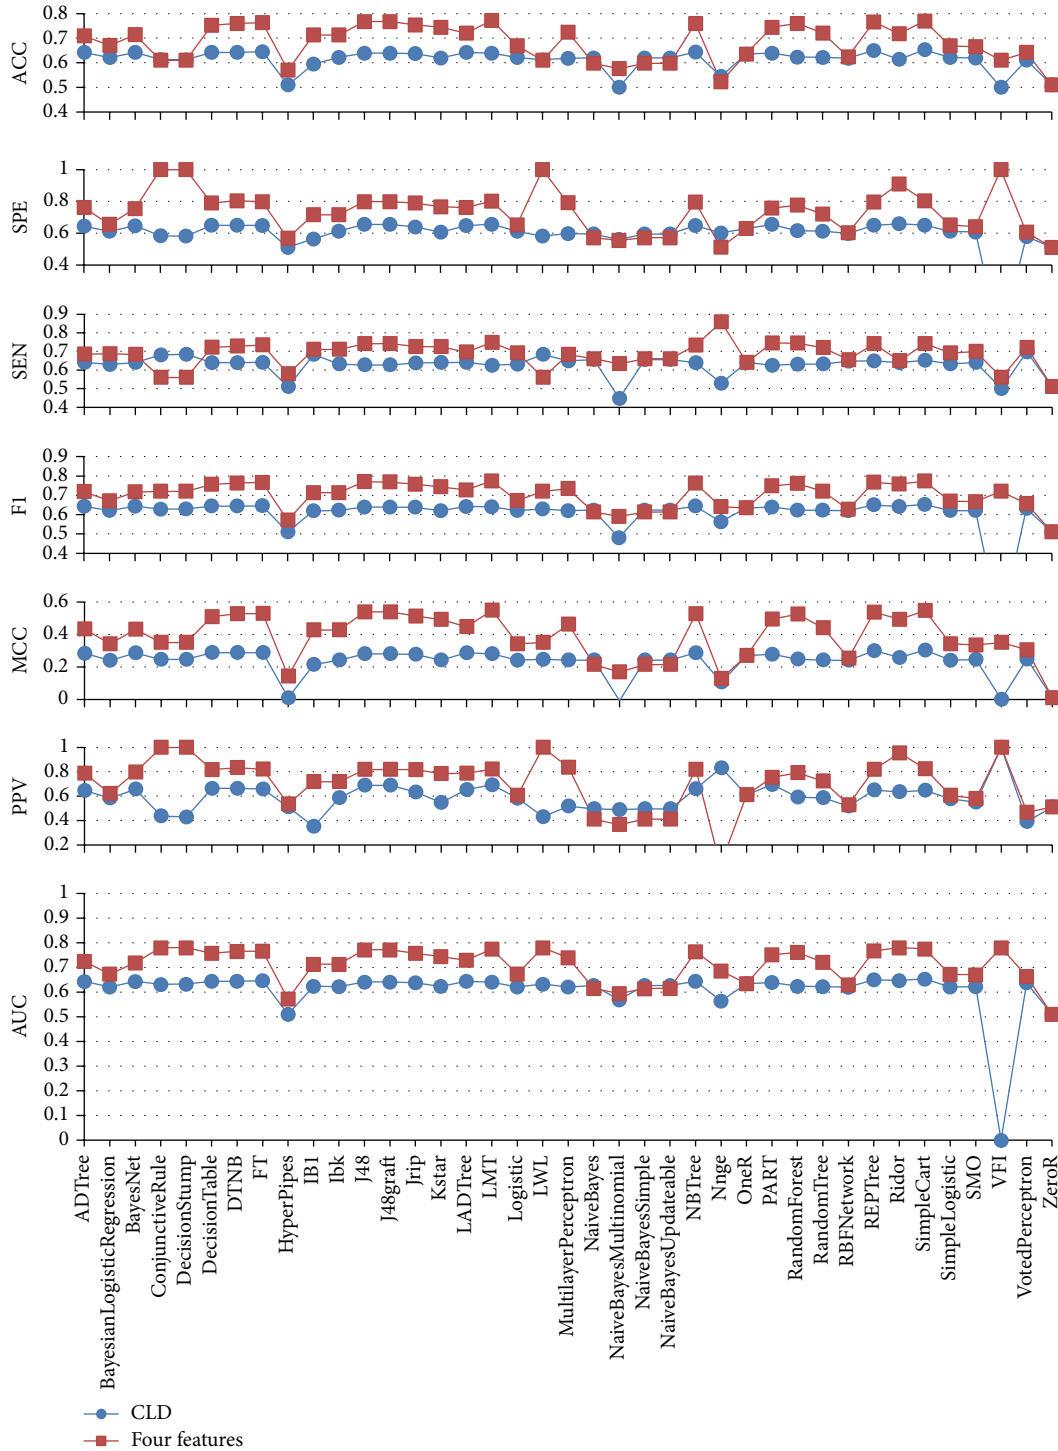 ACC
0.8
0.7
0.6
0.5
0.4
SPE
1
0.8
0.6
0.4
SEN
0.9
0.8
0.7
0.6
0.5
0.4
F1
0.9
0.8
0.7
0.6
0.5
0.4
MCC
0.6
0.4
0.2
0
PPV
1
0.8
0.6
0.4
0.2
AUC
1
0.9
0.8
0.7
0.6
0.5
0.4
0.3
0.2
0.1
0
ADTree
BayesianLogisticRegression
BayesNet
ConjunctiveRule
DecisionStump
DecisionTable
DTNB
FT
HyperPipes
IB1
Ibk
J48
J48graft
Jrip
Kstar
LADTree
LMT
Logistic
LWL
MultilayerPerceptron
NaiveBayes
NaiveBayesMultinomial
NaiveBayesSimple
NaiveBayesUpdateable
NBTree
Nnge
OneR
PART
RandomForest
RandomTree
RBFNetwork
REPTree
Ridor
SimpleCart
SimpleLogistic
SMO
VFI
VotedPerceptron
ZeroR
CLD
Four features